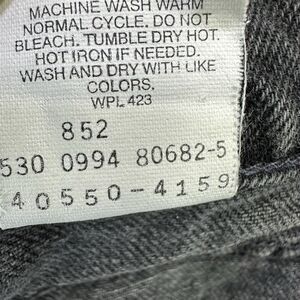 MACHINE WASH WARM
NORMAL CYCLE. DO NOT
BLEACH. TUMBLE DRY HOT.
HOT IRON IF NEEDED.
WASH AND DRY WITH LIKE
COLORS.
WPL 423
852
530 0994 80682-5
40550-4159